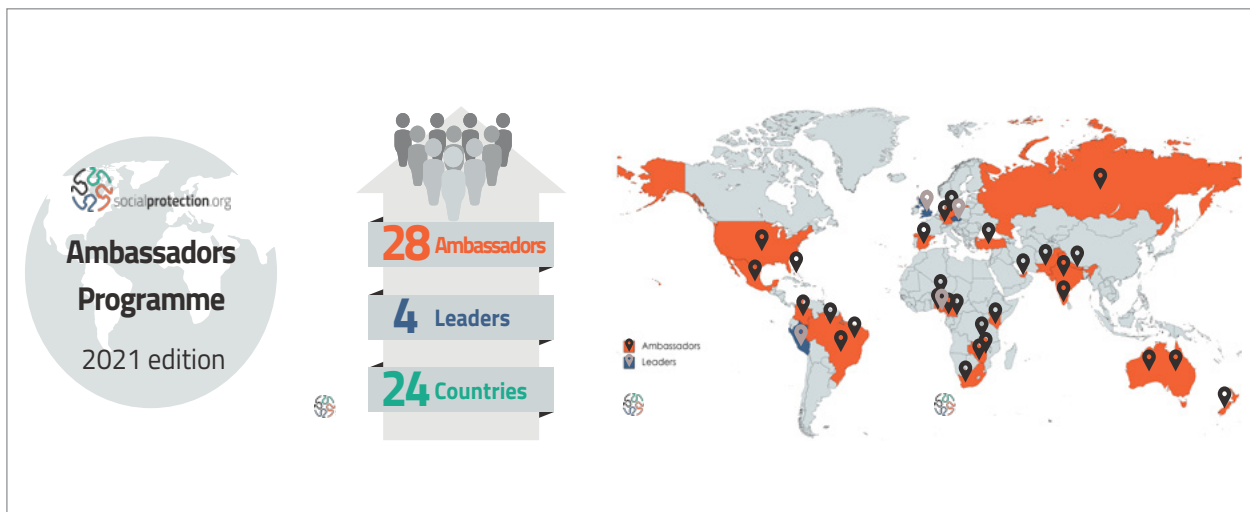 socialprotection.org
Ambassadors
Programme
2021 edition
28 Ambassadors
4 Leaders
24 Countries
Ambassadors
Leaders